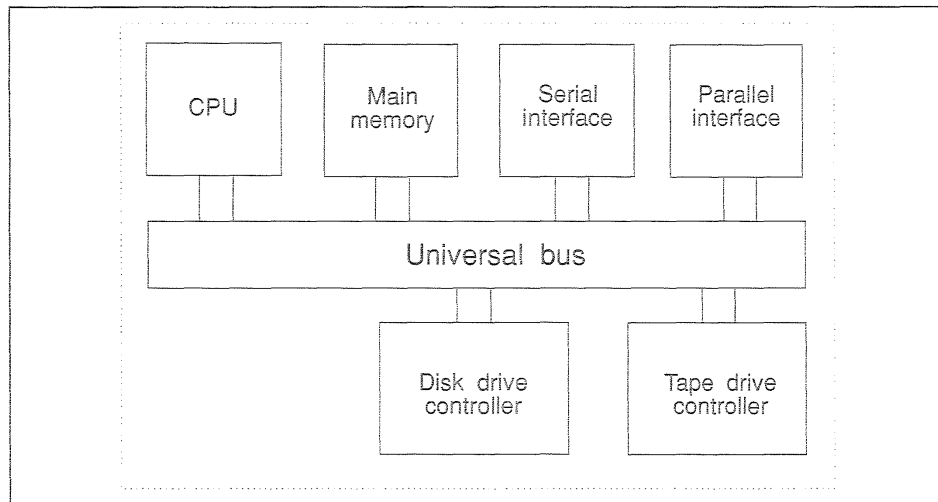 CPU
Main
memory
Serial
interface
Parallel
interface
Universal bus
Disk drive
controller
Tape drive
controller